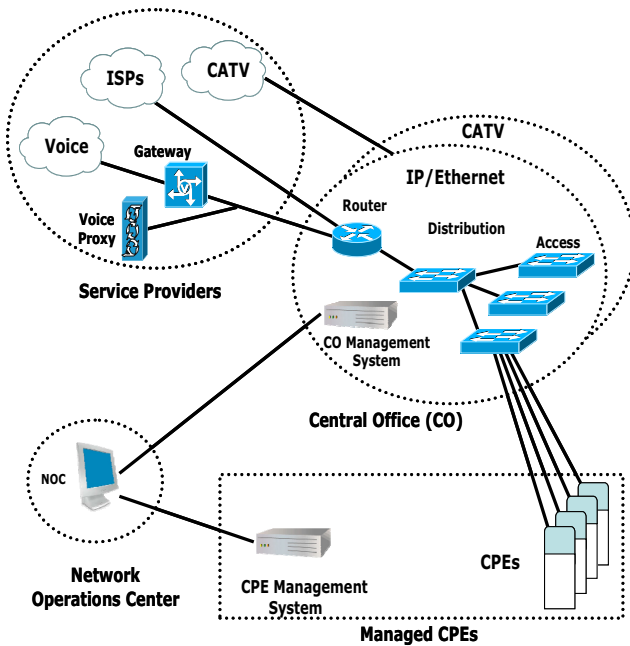 CATV
ISPs
CATV
Voice
Gateway
IP/Ethernet
Router
Distribution
Voice
Proxy
Access
Service Providers
CO Management
System
Central Office (CO)
NOC
CPEs
Network
Operations Center
CPE Management
System
Managed CPEs